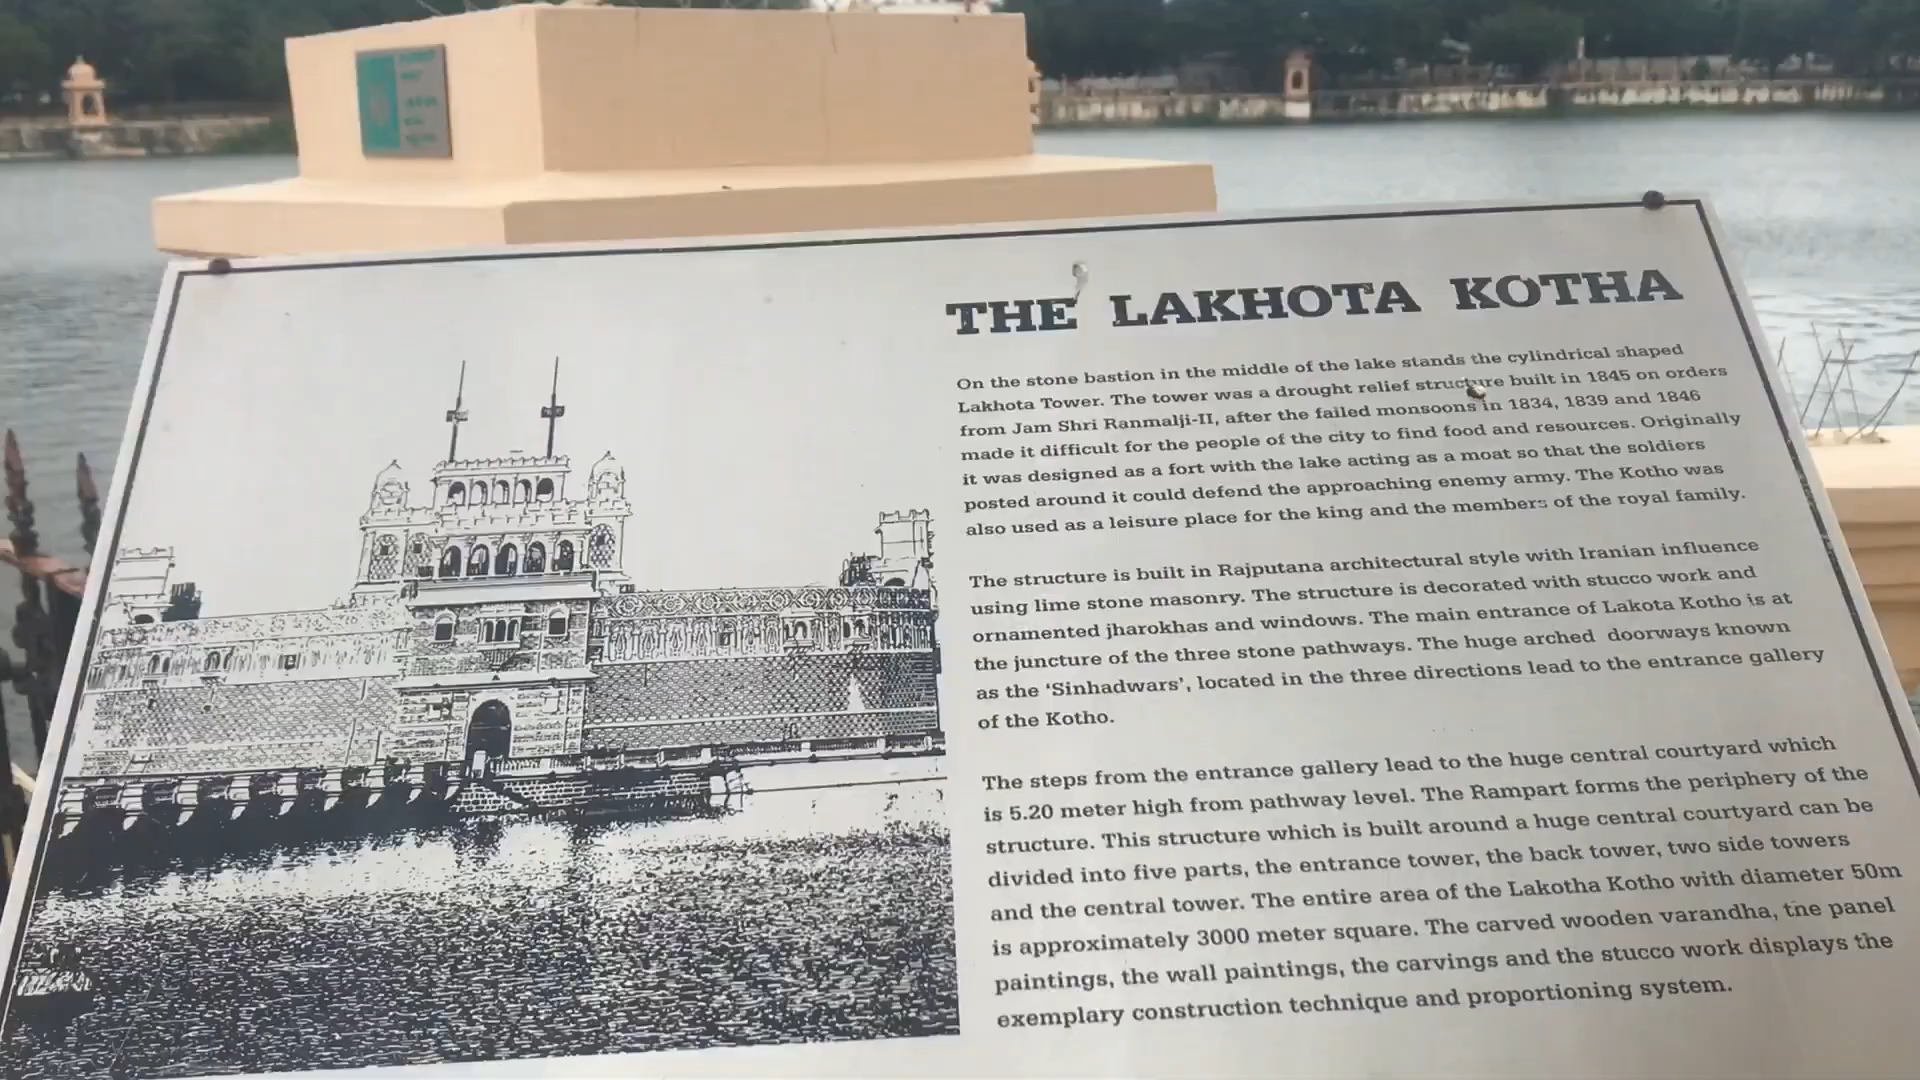 THE LAKHOTA KOTHA
On the stone bastion in the middle of the lake stands the cylindrical shaped
Lakhota Tower. The tower was a drought relief structure built in 1845 on orders
from Jam Shri Ranmalji-II, after the failed monsoons in 1834, 1839 and 1846
made it difficult for the people of the city to find food and resources. Originally
it was designed as a fort with the lake acting as a moat so that the soldiers
posted around it could defend the approaching enemy army. The Kotho was
also used as a leisure place for the king and the members of the royal family.
The structure is built in Rajputana architectural style with Iranian influence
using lime stone masonry. The structure is decorated with stucco work and
ornamented jharokhas and windows. The main entrance of Lakota Kotho is at
the juncture of the three stone pathways. The huge arched doorways known
as the ‘Sinhadwars’, located in the three directions lead to the entrance gallery
of the Kotho.
The steps from the entrance gallery lead to the huge central courtyard which
is 5.20 meter high from pathway level. The Rampart forms the periphery of the
structure. This structure which is built around a huge central courtyard can be
divided into five parts, the entrance tower, the back tower, two side towers
and the central tower. The entire area of the Lakotha Kotho with diameter 50m
is approximately 3000 meter square. The carved wooden varandha, the panel
paintings, the wall paintings, the carvings and the stucco work displays the
exemplary construction technique and proportioning system.